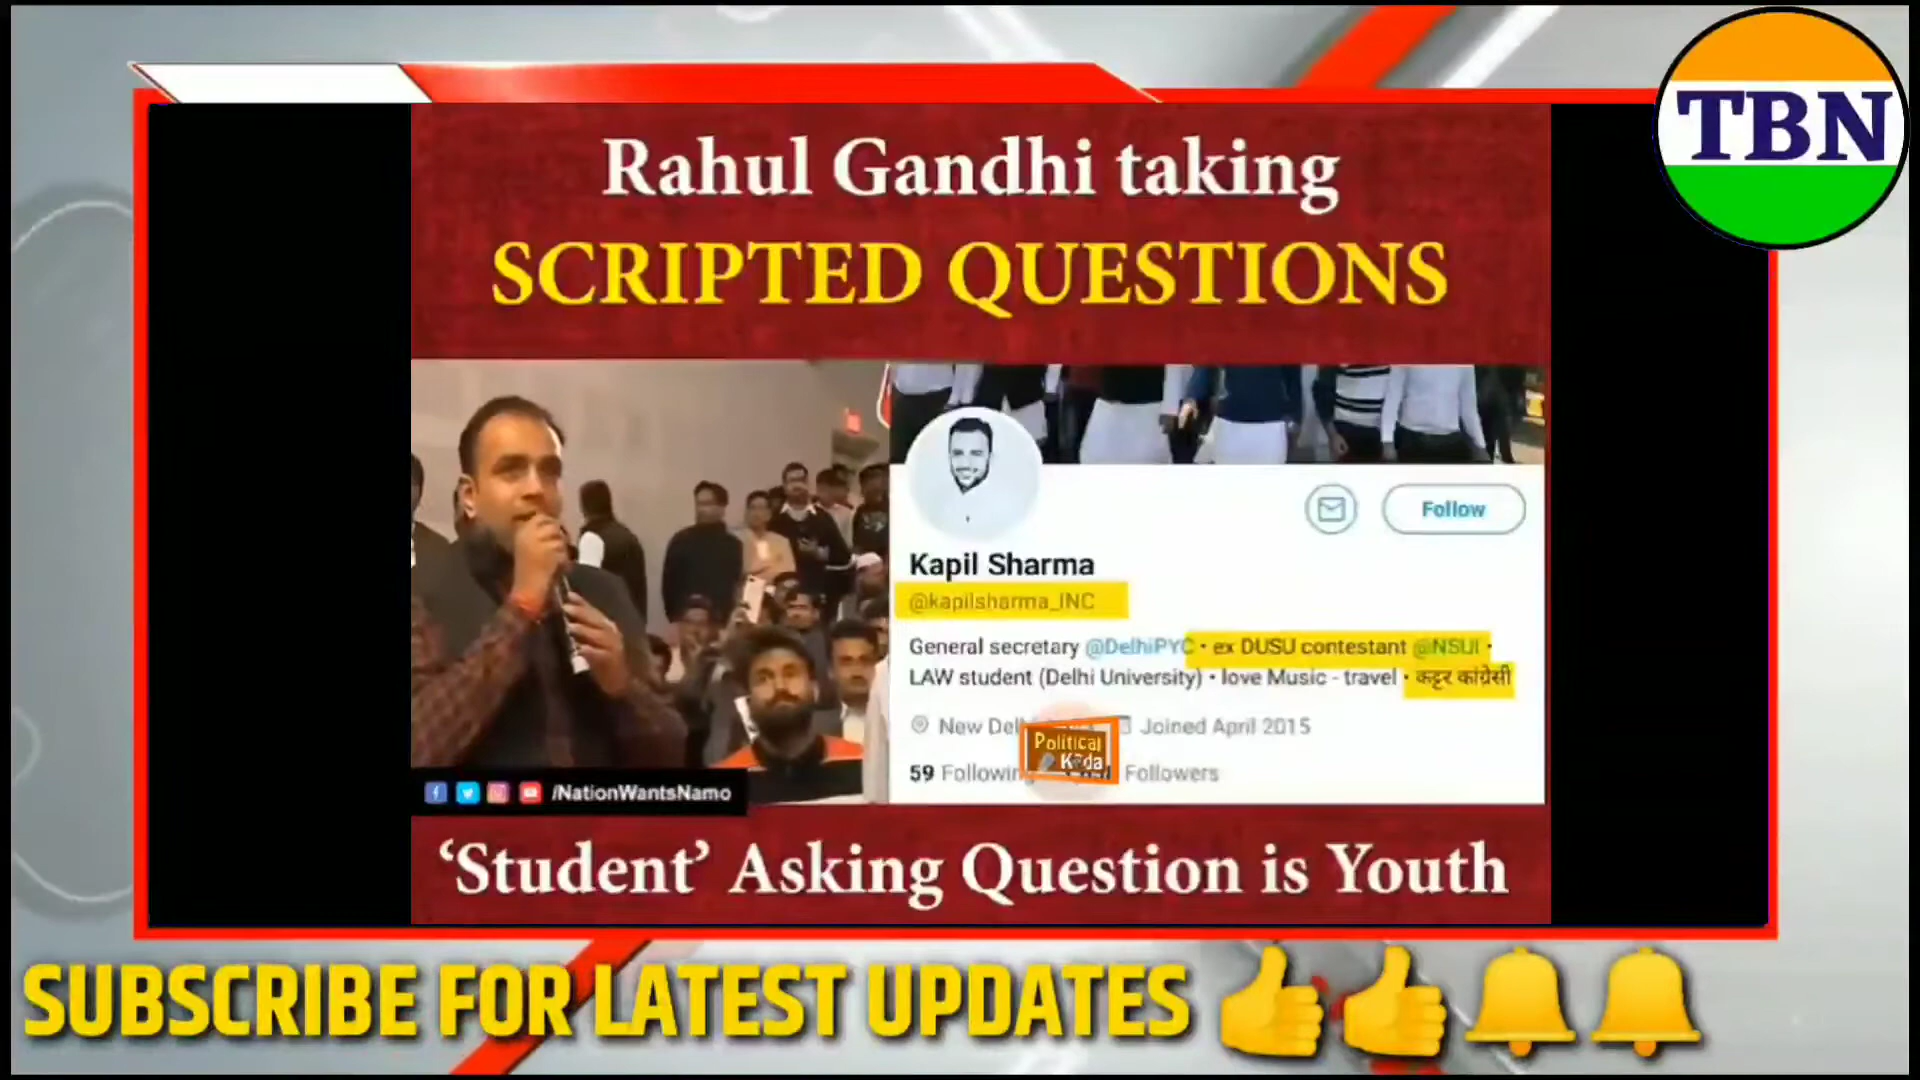 TBN
Rahul Gandhi taking
SCRIPTED QUESTIONS
Follow
Kapil Sharma
@kapilsharma_INC
General secretary @DelhiPYC • ex DUSU contestant @NSUI •
LAW student (Delhi University) • love Music - travel • कट्टर कांग्रेसी
New Joined April 2015
Political
59 Followers
/NationWantsNamo
‘Student’ Asking Question is Youth
SUBSCRIBE FOR LATEST UPDATES